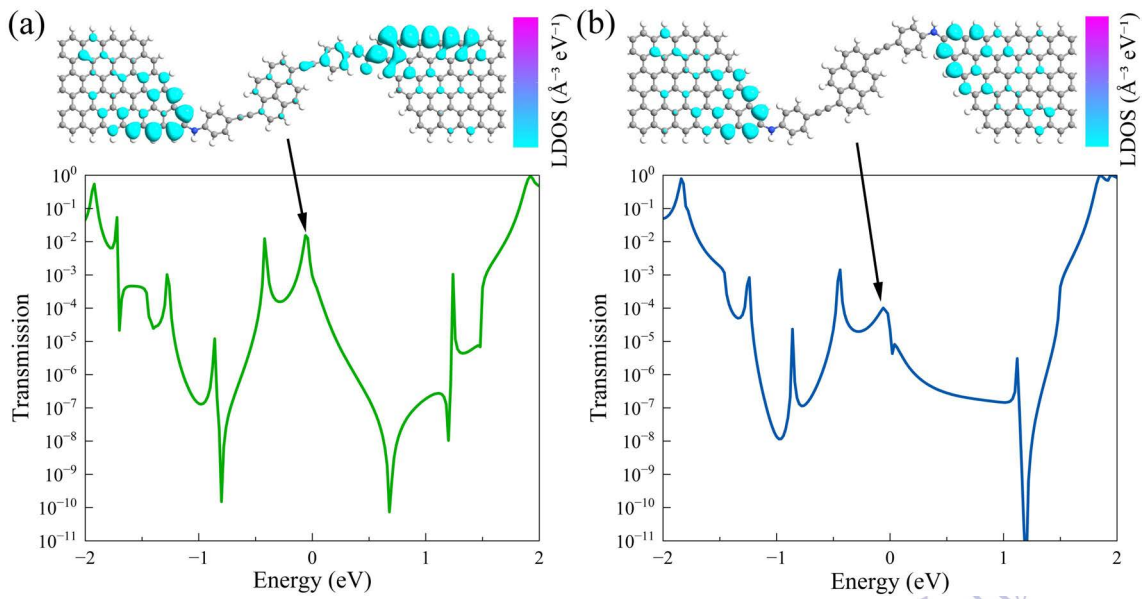 (a)
LDOS (Å⁻³ eV⁻¹)
10⁰
10⁻¹
10⁻²
10⁻³
10⁻⁴
10⁻⁵
10⁻⁶
10⁻⁷
10⁻⁸
10⁻⁹
10⁻¹⁰
10⁻¹¹
Transmission
−2 −1 0 1 2
Energy (eV)
(b)
LDOS (Å⁻³ eV⁻¹)
10⁰
10⁻¹
10⁻²
10⁻³
10⁻⁴
10⁻⁵
10⁻⁶
10⁻⁷
10⁻⁸
10⁻⁹
10⁻¹⁰
10⁻¹¹
Transmission
−2 −1 0 1 2
Energy (eV)